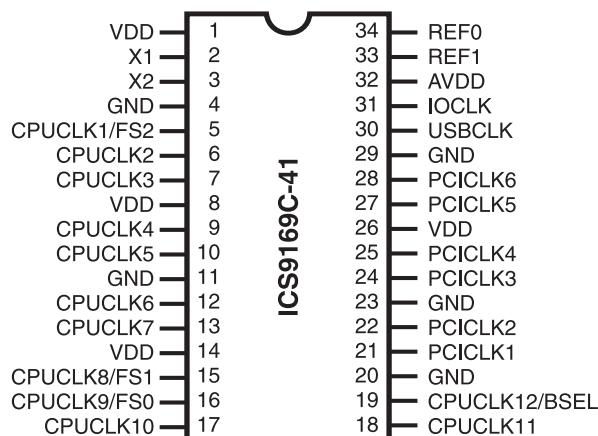 VDD 1 34 REF0
X1 2 33 REF1
X2 3 32 AVDD
GND 4 31 IOCLK
CPUCLK1/FS2 5 30 USBCLK
CPUCLK2 6 29 GND
CPUCLK3 7 28 PCICLK6
VDD 8 27 PCICLK5
CPUCLK4 9 26 VDD
CPUCLK5 10 25 PCICLK4
GND 11 24 PCICLK3
CPUCLK6 12 23 GND
CPUCLK7 13 22 PCICLK2
VDD 14 21 PCICLK1
CPUCLK8/FS1 15 20 GND
CPUCLK9/FS0 16 19 CPUCLK12/BSEL
CPUCLK10 17 18 CPUCLK11
ICS9169C-41